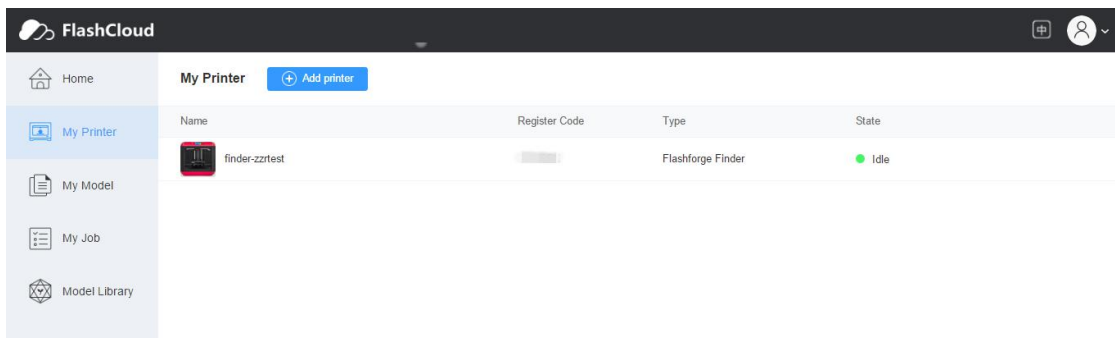 FlashCloud
中
Home
My Printer
My Model
My Job
Model Library
My Printer
Add printer
Name Register Code Type State
finder-zzrtest Flashforge Finder Idle